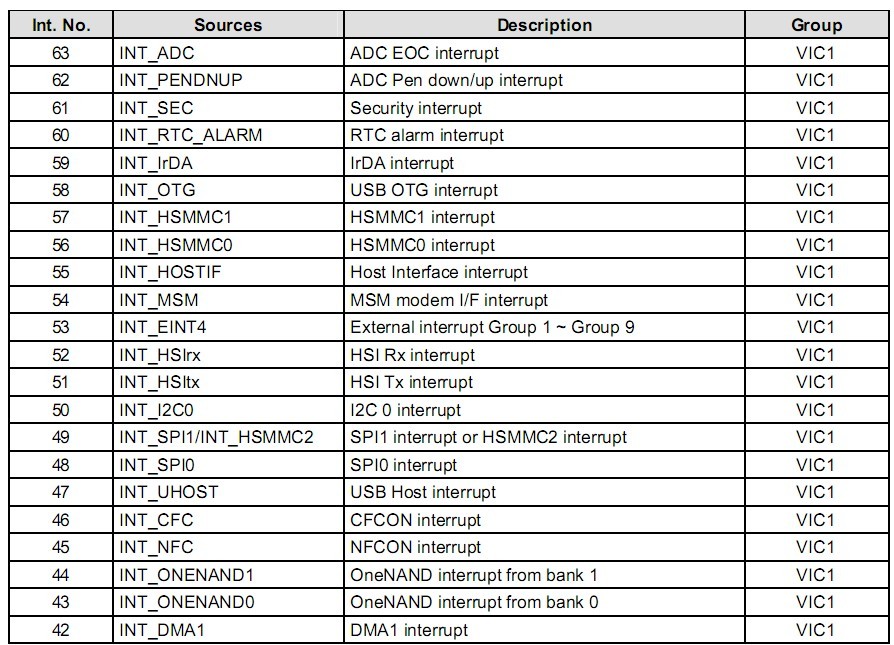 Int. No. Sources Description Group
63 INT_ADC ADC EOC interrupt VIC1
62 INT_PENDNUP ADC Pen down/up interrupt VIC1
61 INT_SEC Security interrupt VIC1
60 INT_RTC_ALARM RTC alarm interrupt VIC1
59 INT_IrDA IrDA interrupt VIC1
58 INT_OTG USB OTG interrupt VIC1
57 INT_HSMMC1 HSMMC1 interrupt VIC1
56 INT_HSMMC0 HSMMC0 interrupt VIC1
55 INT_HOSTIF Host Interface interrupt VIC1
54 INT_MSM MSM modem I/F interrupt VIC1
53 INT_EINT4 External interrupt Group 1 ~ Group 9 VIC1
52 INT_HSIrx HSI Rx interrupt VIC1
51 INT_HSItx HSI Tx interrupt VIC1
50 INT_I2C0 I2C 0 interrupt VIC1
49 INT_SPI1/INT_HSMMC2 SPI1 interrupt or HSMMC2 interrupt VIC1
48 INT_SPI0 SPI0 interrupt VIC1
47 INT_UHOST USB Host interrupt VIC1
46 INT_CFC CFCON interrupt VIC1
45 INT_NFC NFCON interrupt VIC1
44 INT_ONENAND1 OneNAND interrupt from bank 1 VIC1
43 INT_ONENAND0 OneNAND interrupt from bank 0 VIC1
42 INT_DMA1 DMA1 interrupt VIC1